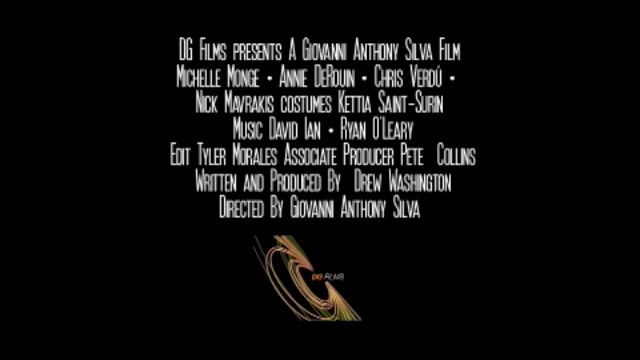 DG Films presents A Giovanni Anthony Silva Film
Michelle Monge • Annie DeRouin • Chris Verdú •
Nick Mavrakis costumes Kettia Saint-Surin
Music David Ian • Ryan O'Leary
Edit Tyler Morales Associate Producer Pete Collins
Written and Produced By Drew Washington
Directed By Giovanni Anthony Silva
DG FILMS